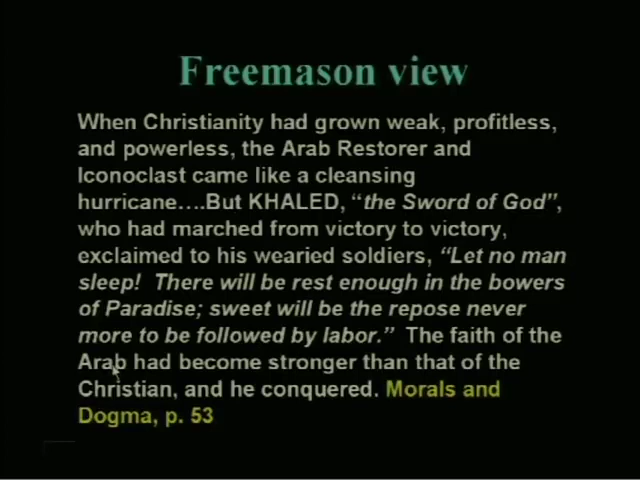 Freemason view
When Christianity had grown weak, profitless,
and powerless, the Arab Restorer and
Iconoclast came like a cleansing
hurricane….But KHALED, “the Sword of God”,
who had marched from victory to victory,
exclaimed to his wearied soldiers, “Let no man
sleep!  There will be rest enough in the bowers
of Paradise; sweet will be the repose never
more to be followed by labor.”  The faith of the
Arab had become stronger than that of the
Christian, and he conquered. Morals and
Dogma, p. 53